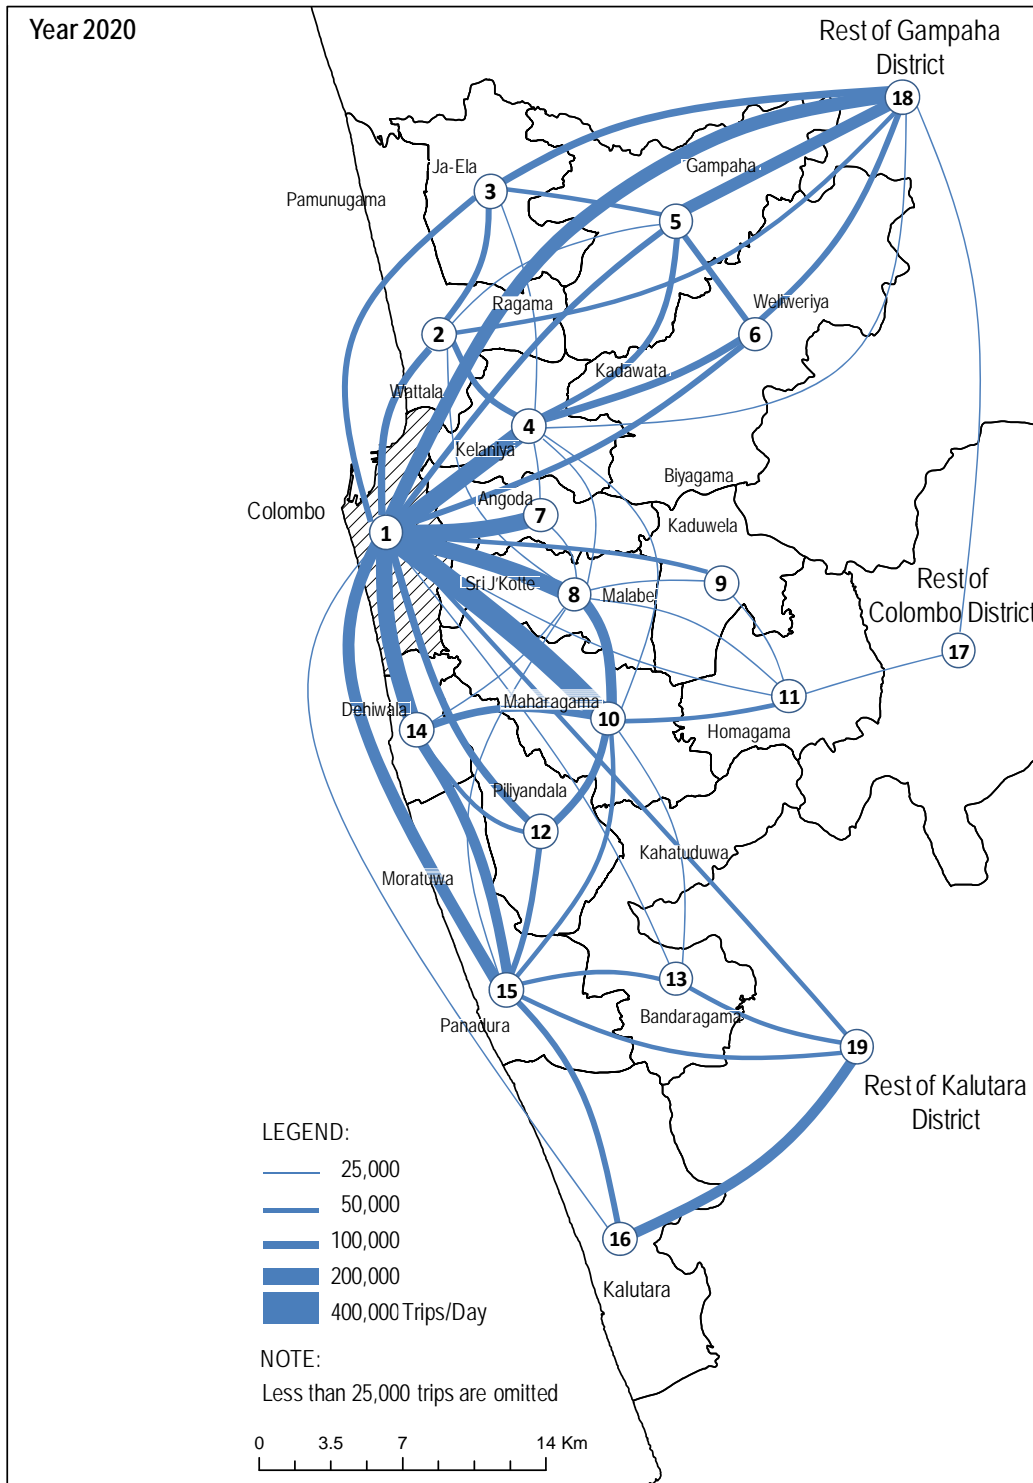 Year 2020
Rest of Gampaha
District
18
Ja-Ela
Gampaha
3
Pamunugama
5
Ragama
Weliweriya
2
6
Kadawata
Wattala
4
Kelaniya
Biyagama
Angoda
Colombo
7
Kaduwela
1
Sri J'Kotte
8
Malabe
9
Rest of
Colombo District
17
Maharagama
11
Dehiwala
10
14
Homagama
Piliyandala
12
Kahatuduwa
Moratuwa
13
15
Bandaragama
Panadura
19
Rest of Kalutara
District
LEGEND:
25,000
50,000
100,000
200,000
400,000 Trips/Day
16
Kalutara
NOTE:
Less than 25,000 trips are omitted
0 3.5 7 14 Km